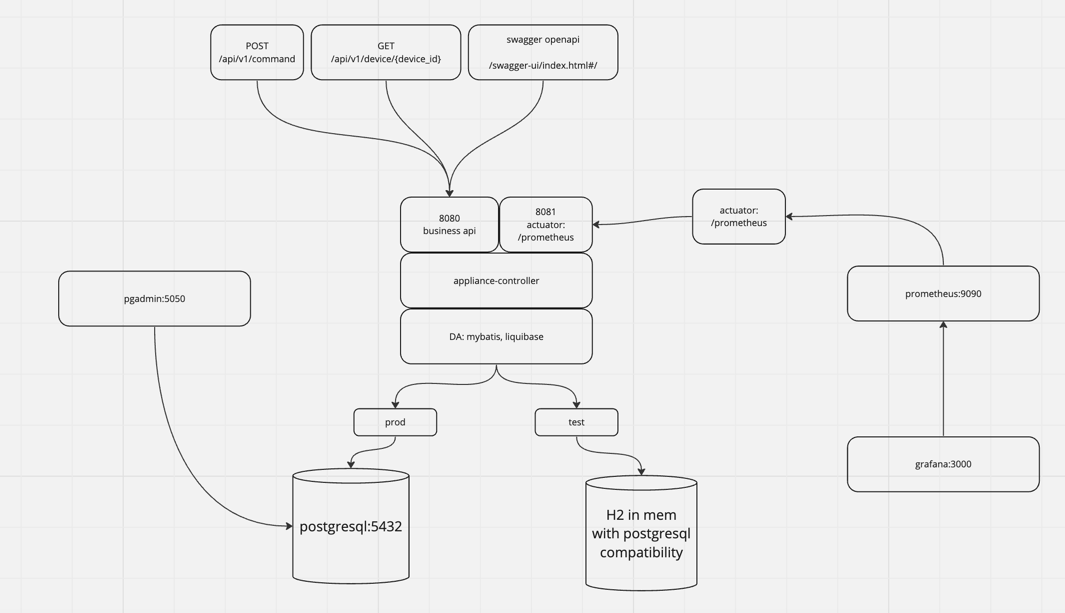 POST
/api/v1/command
GET
/api/v1/device/{device_id}
swagger openapi
/swagger-ui/index.html#/
8080
business api
8081
actuator:
/prometheus
actuator:
/prometheus
appliance-controller
pgadmin:5050
prometheus:9090
DA: mybatis, liquibase
prod
test
grafana:3000
postgresql:5432
H2 in mem
with postgresql
compatibility